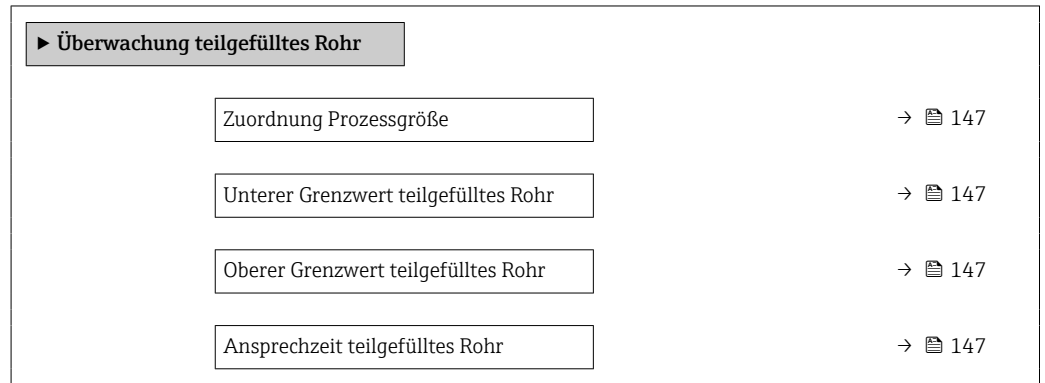 ▶ Überwachung teilgefülltes Rohr
Zuordnung Prozessgröße → 147
Unterer Grenzwert teilgefülltes Rohr → 147
Oberer Grenzwert teilgefülltes Rohr → 147
Ansprechzeit teilgefülltes Rohr → 147